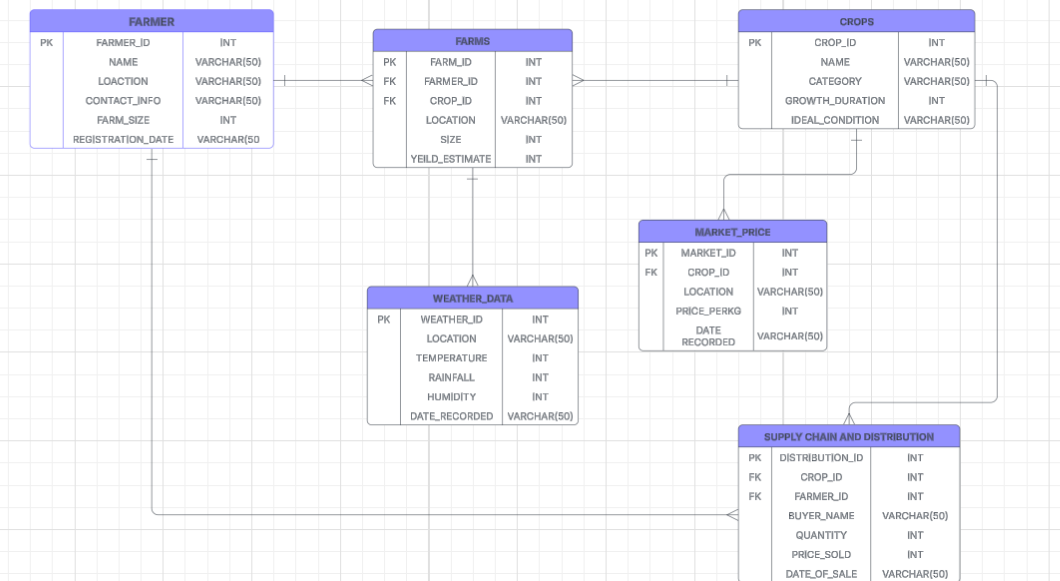 FARMER
PK FARMER_ID INT
NAME VARCHAR(50)
LOACTION VARCHAR(50)
CONTACT_INFO VARCHAR(50)
FARM_SIZE INT
REGISTRATION_DATE VARCHAR(50
FARMS
PK FARM_ID INT
FK FARMER_ID INT
FK CROP_ID INT
LOCATION VARCHAR(50)
SIZE INT
YEILD_ESTIMATE INT
CROPS
PK CROP_ID INT
NAME VARCHAR(50)
CATEGORY VARCHAR(50)
GROWTH_DURATION INT
IDEAL_CONDITION VARCHAR(50)
MARKET_PRICE
PK MARKET_ID INT
FK CROP_ID INT
LOCATION VARCHAR(50)
PRICE_PERKG INT
DATE
RECORDED VARCHAR(50)
WEATHER_DATA
PK WEATHER_ID INT
LOCATION VARCHAR(50)
TEMPERATURE INT
RAINFALL INT
HUMIDITY INT
DATE_RECORDED VARCHAR(50)
SUPPLY CHAIN AND DISTRIBUTION
PK DISTRIBUTION_ID INT
FK CROP_ID INT
FK FARMER_ID INT
BUYER_NAME VARCHAR(50)
QUANTITY INT
PRICE_SOLD INT
DATE_OF_SALE VARCHAR(50)